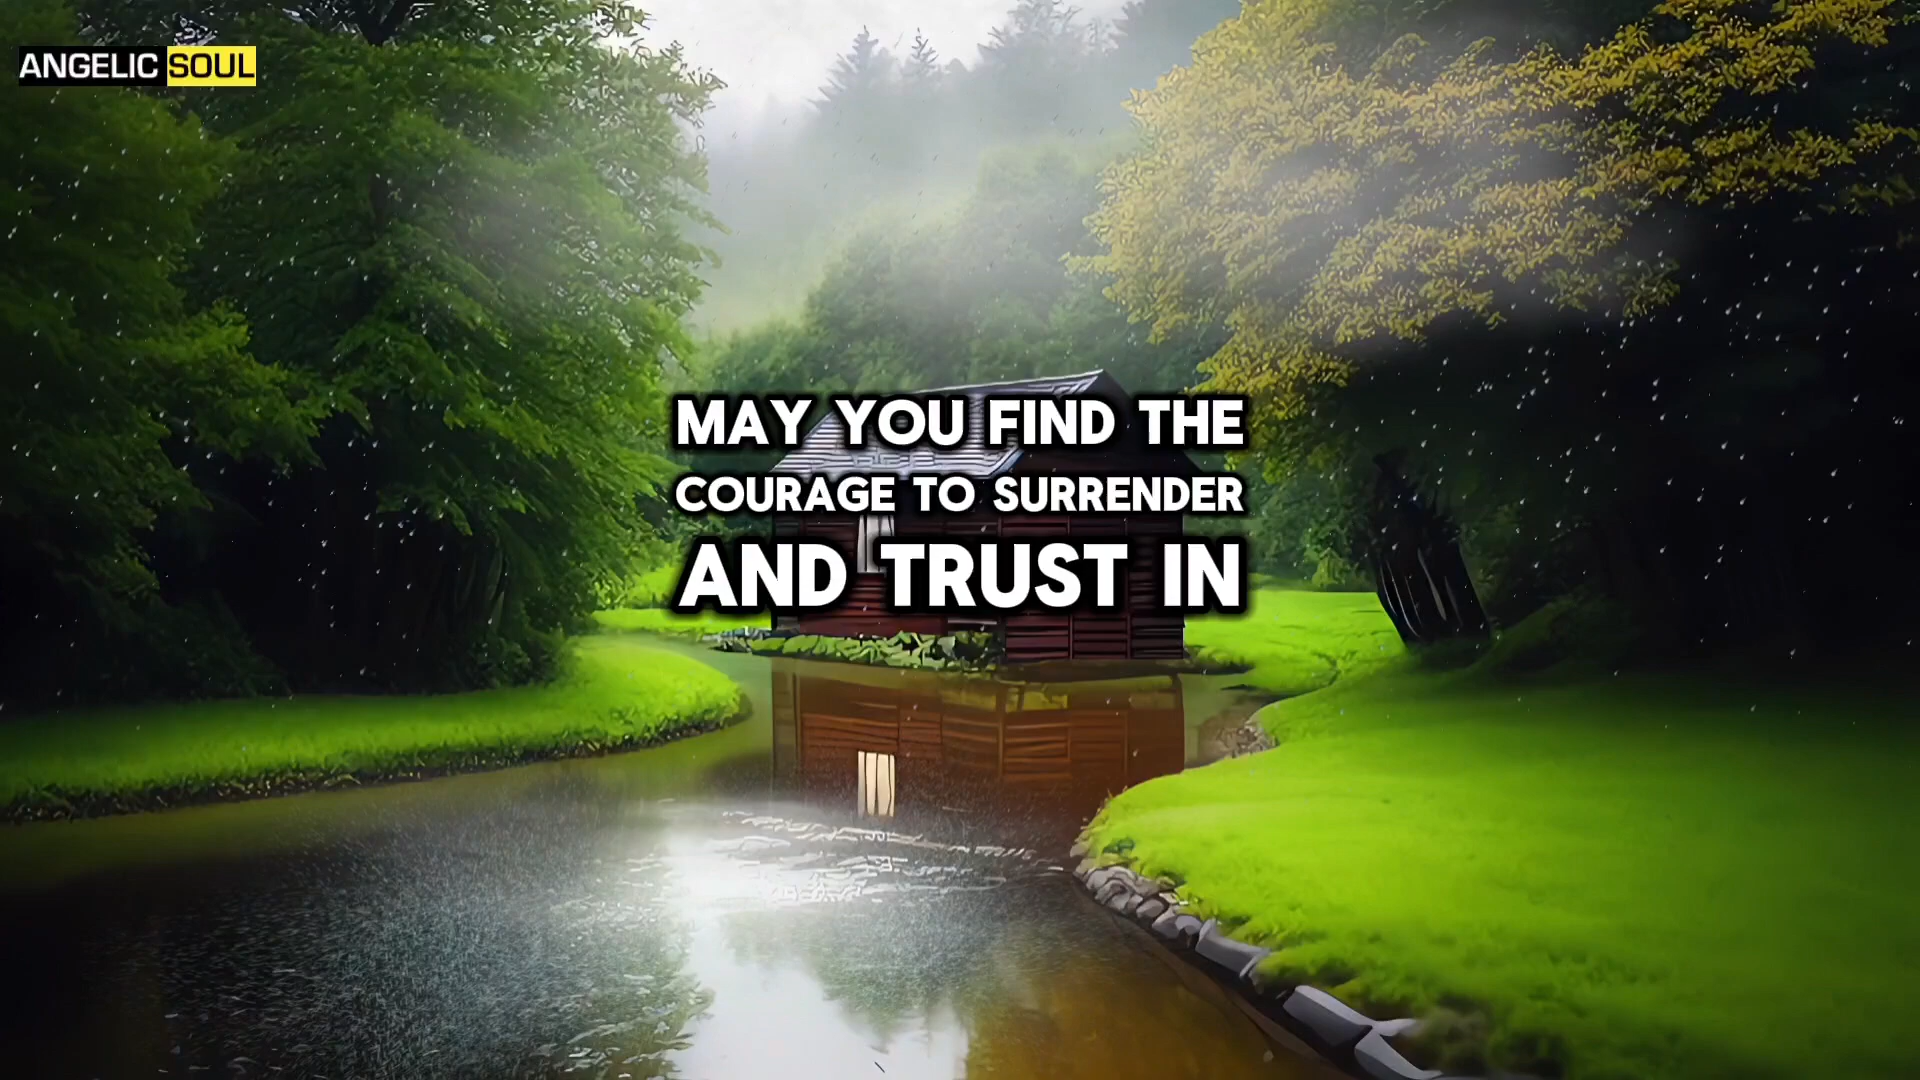 ANGELIC SOUL
MAY YOU FIND THE
COURAGE TO SURRENDER
AND TRUST IN